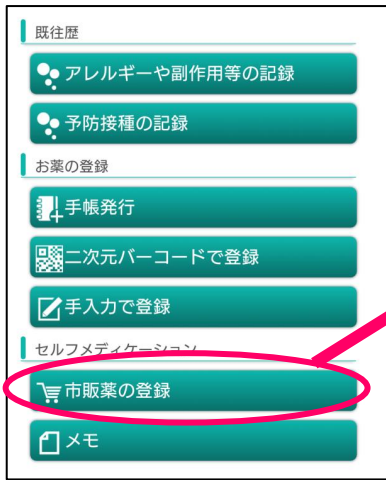 既往歴
アレルギーや副作用等の記録
予防接種の記録
お薬の登録
手帳発行
二次元バーコードで登録
手入力で登録
セルフメディケーション
市販薬の登録
メモ